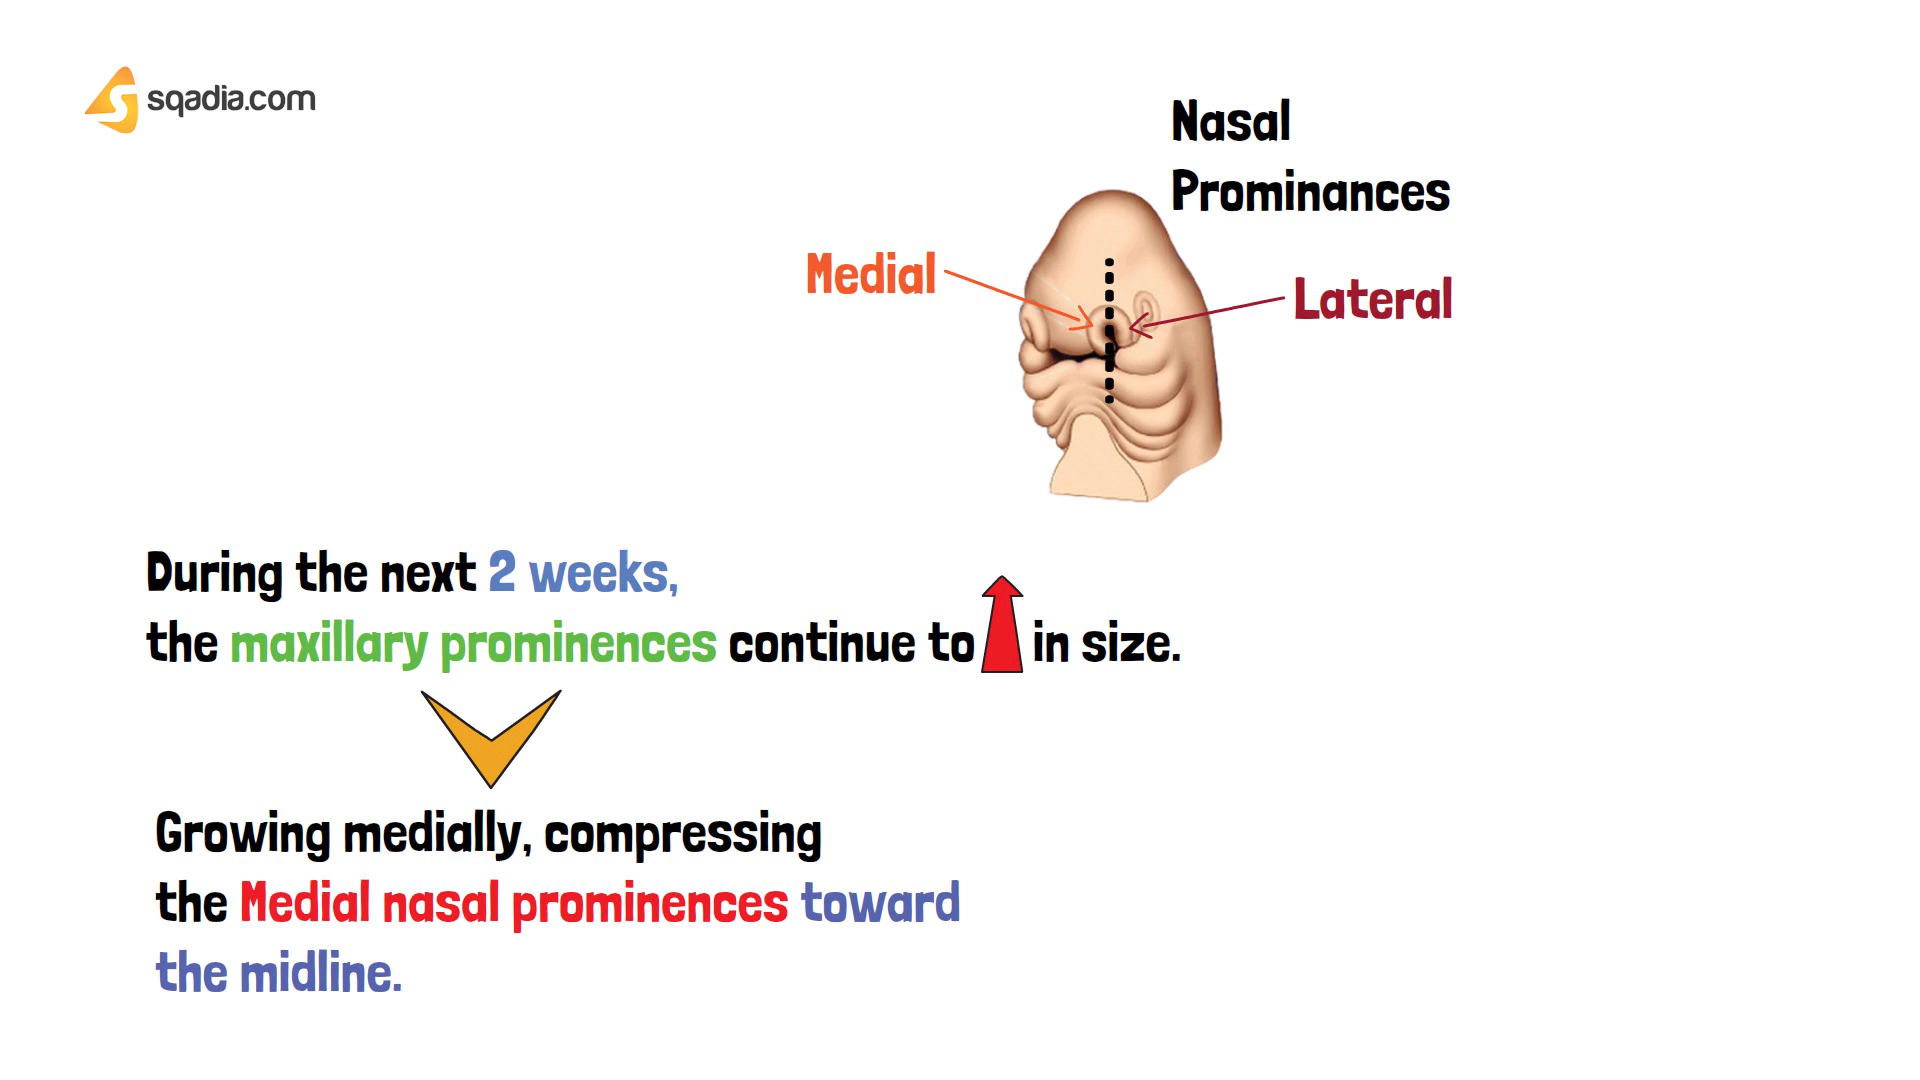 sqadia.com
Nasal
Prominances
Medial
Lateral
During the next 2 weeks,
the maxillary prominences continue to in size.
Growing medially, compressing
the Medial nasal prominences toward
the midline.